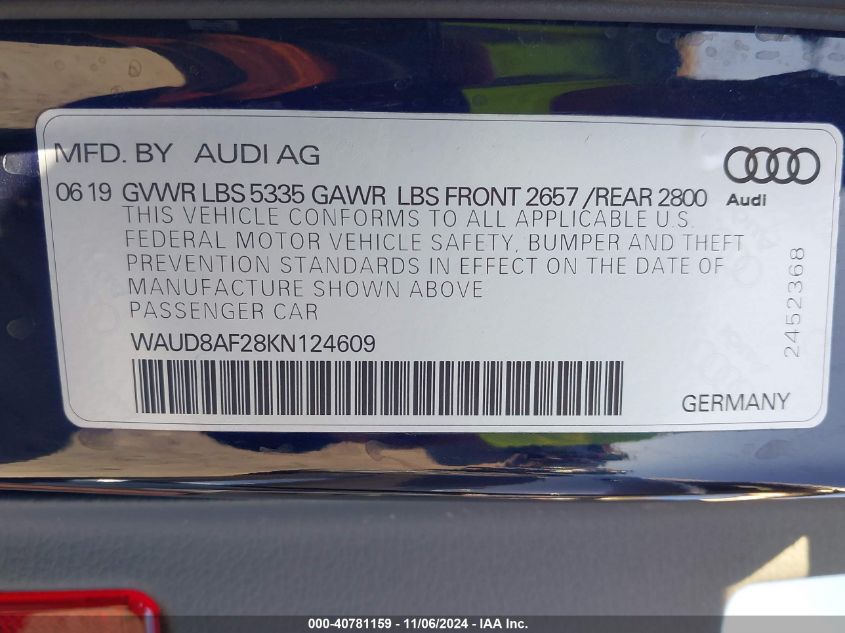 MFD. BY AUDI AG
Audi
06 19 GVWR LBS 5335 GAWR LBS FRONT 2657 /REAR 2800
THIS VEHICLE CONFORMS TO ALL APPLICABLE U.S.
FEDERAL MOTOR VEHICLE SAFETY, BUMPER AND THEFT
PREVENTION STANDARDS IN EFFECT ON THE DATE OF
MANUFACTURE SHOWN ABOVE
PASSENGER CAR
WAUD8AF28KN124609
GERMANY
2452368
000-40781159 - 11/06/2024 - IAA Inc.